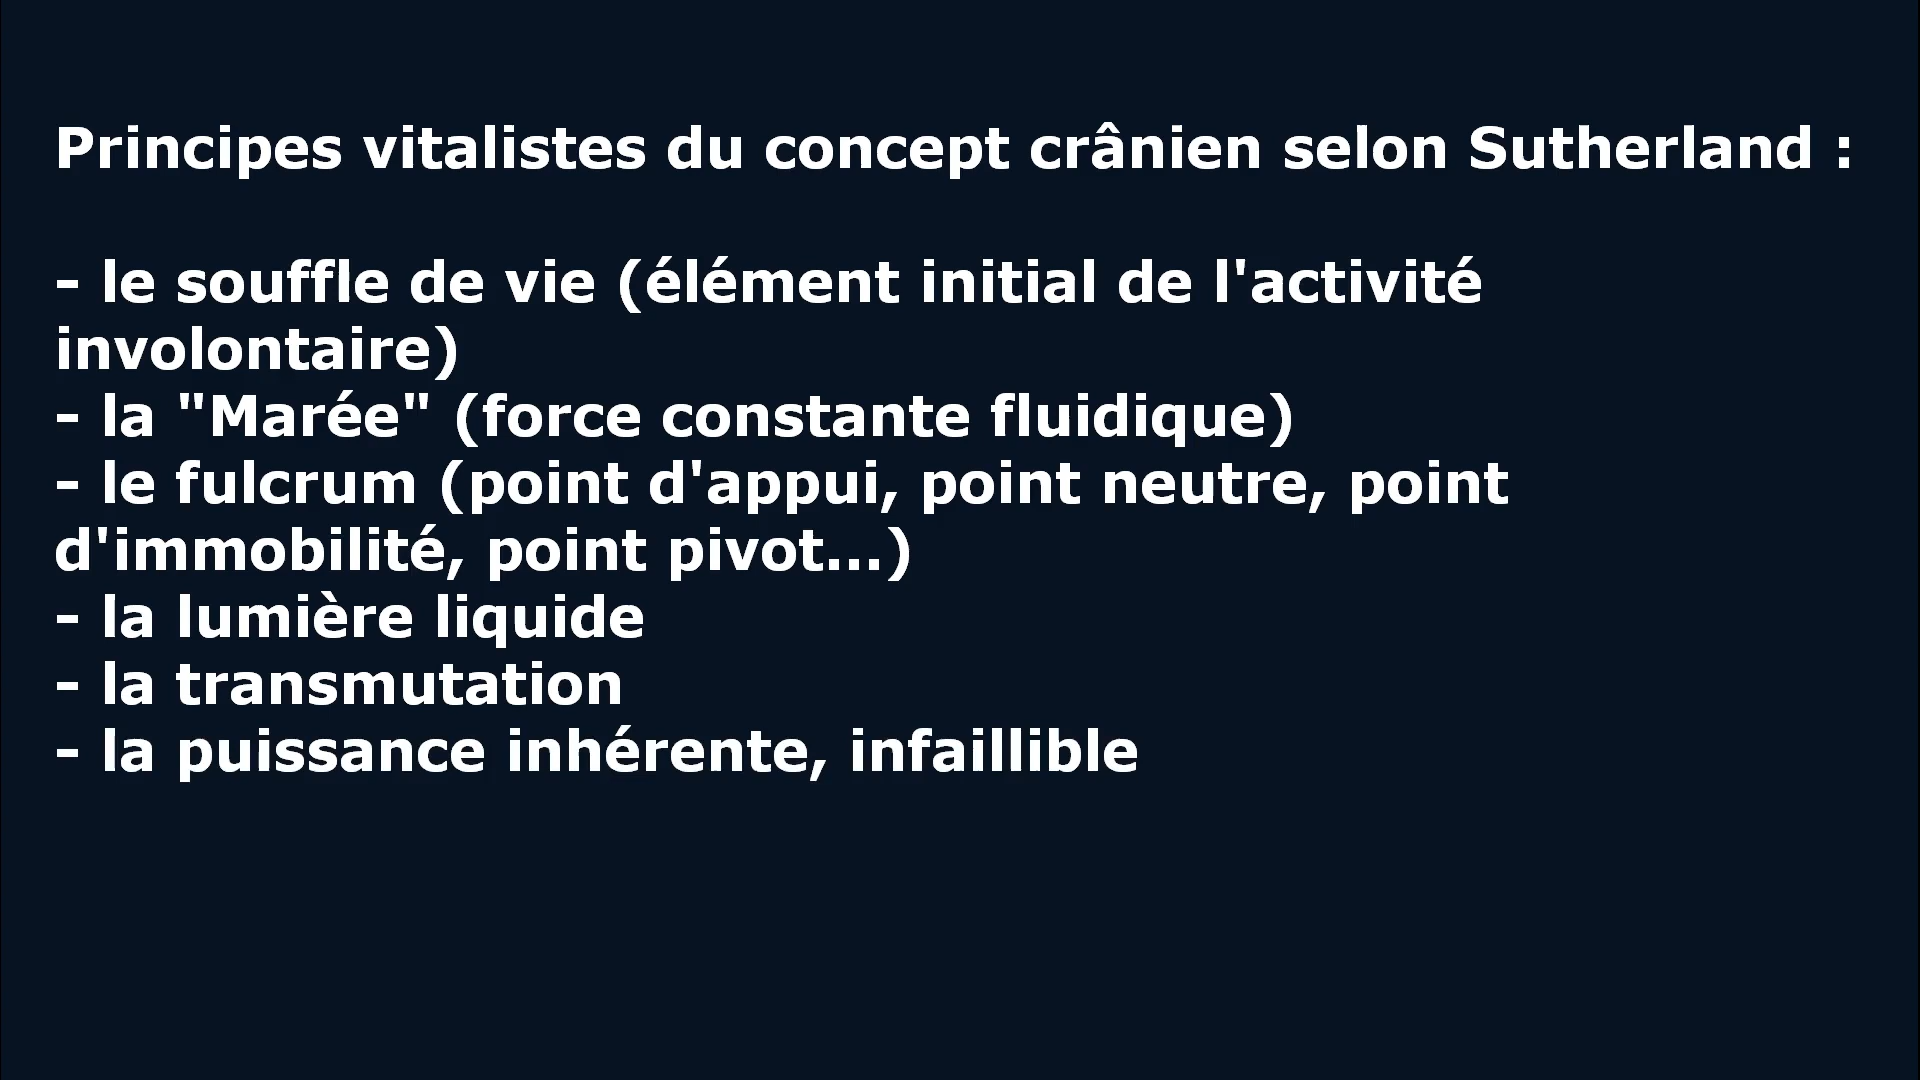 Principes vitalistes du concept crânien selon Sutherland :
- le souffle de vie (élément initial de l'activité
involontaire)
- la "Marée" (force constante fluidique)
- le fulcrum (point d'appui, point neutre, point
d'immobilité, point pivot...)
- la lumière liquide
- la transmutation
- la puissance inhérente, infaillible